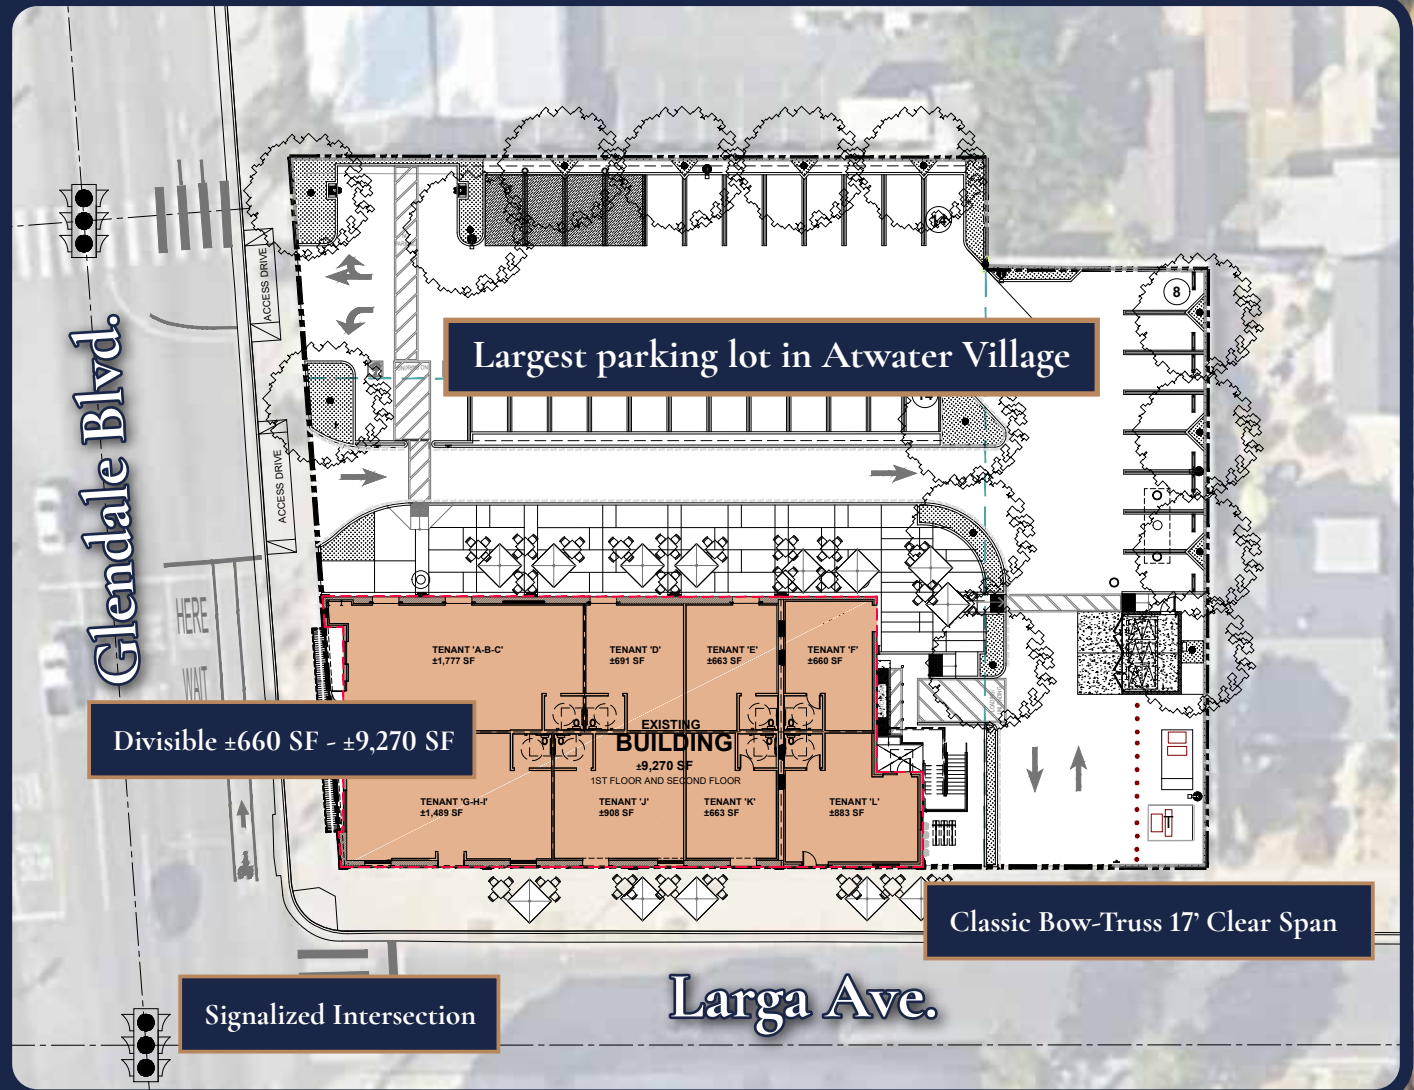 14
ACCESS DRIVE
8
Largest parking lot in Atwater Village
Glendale Blvd.
ACCESS DRIVE
HERE
WAIT
TENANT 'A-B-C'
±1,777 SF
TENANT 'D'
±691 SF
TENANT 'E'
±663 SF
TENANT 'F'
±660 SF
Divisible ±660 SF - ±9,270 SF
EXISTING
BUILDING
±9,270 SF
1ST FLOOR AND SECOND FLOOR
TENANT 'G-H-I'
±1,489 SF
TENANT 'J'
±908 SF
TENANT 'K'
±663 SF
TENANT 'L'
±883 SF
Classic Bow-Truss 17’ Clear Span
Signalized Intersection
Larga Ave.